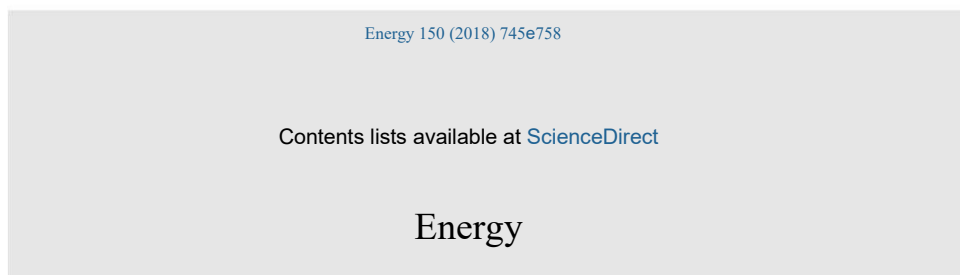 Energy 150 (2018) 745e758
Contents lists available at ScienceDirect
Energy